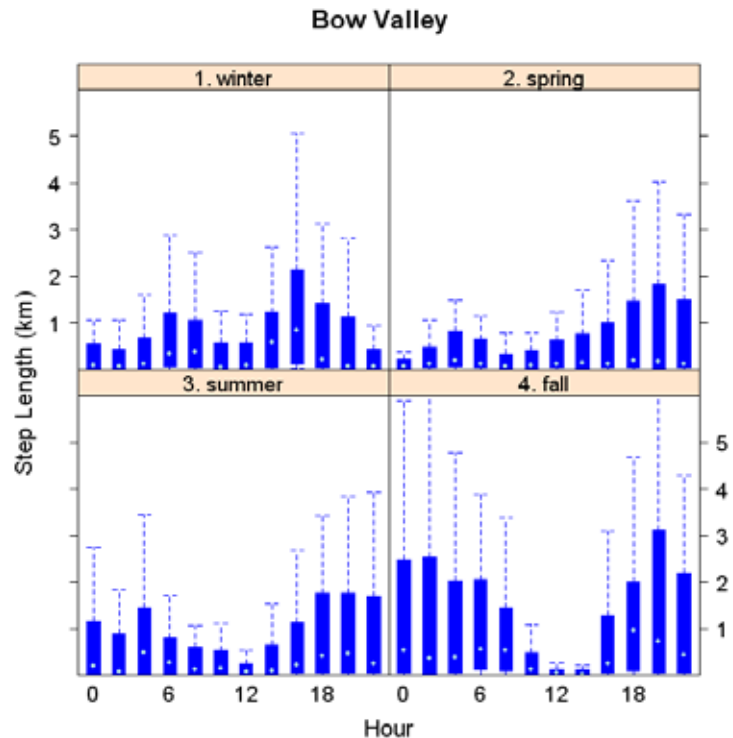 Bow Valley
1. winter
2. spring
5
4
3
2
1
3. summer
4. fall
5
4
3
2
1
Step Length (km)
0 6 12 18 0 6 12 18
Hour